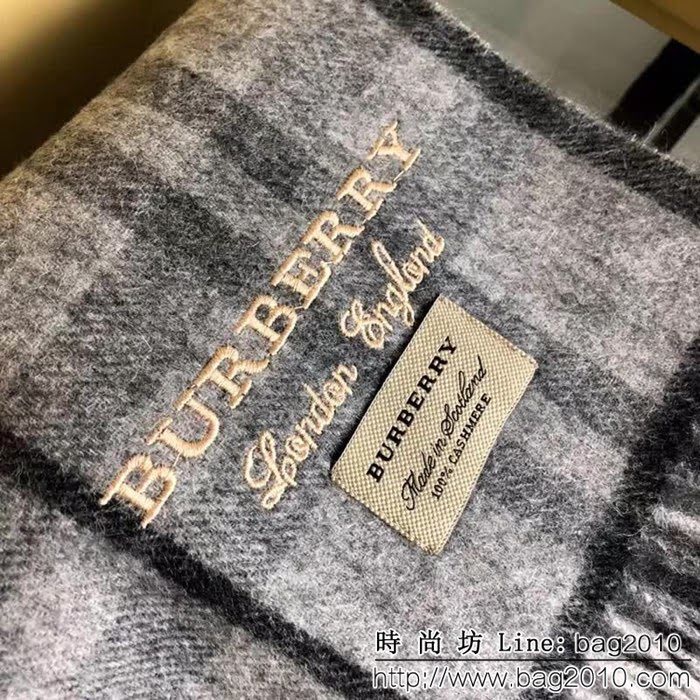 BURBERRY
London England
BURBERRY
Made in Scotland
100% CASHMERE
時尚坊 Line: bag2010
http://www.bag2010.com/